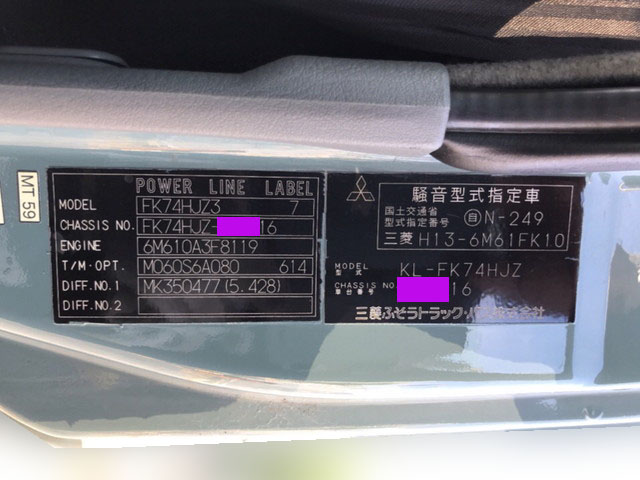 MT 59
POWER LINE LABEL
MODEL FK74HJZ3 7
CHASSIS NO. FK74HJZ- 16
ENGINE 6M610A3F8119
T/M·OPT. M060S6A080 614
DIFF.NO.1 MK350477(5.428)
DIFF.NO.2
騒音型式指定車
国土交通省
型式指定番号 自N-249
三菱 H13-6M61FK10
MODEL
型式 KL-FK74HJZ
CHASSIS NO.
車台番号 16
三菱ふそうトラック・バス株式会社